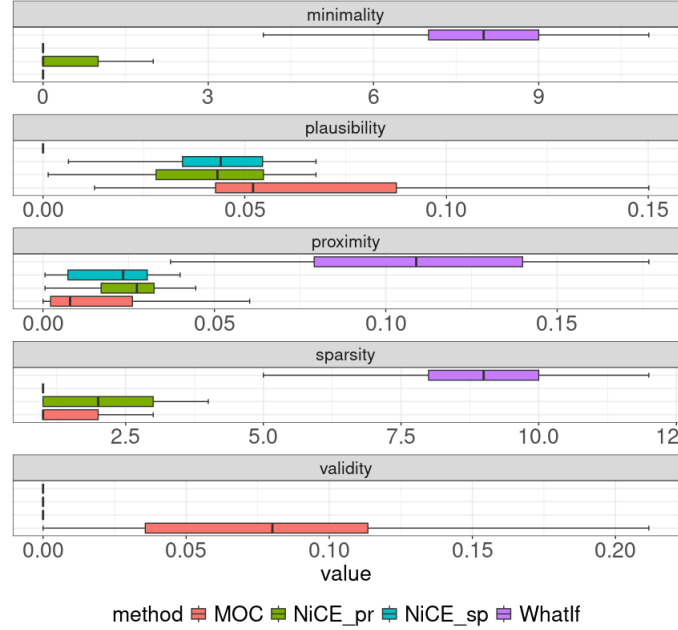 minimality
0 3 6 9
plausibility
0.00 0.05 0.10 0.15
proximity
0.00 0.05 0.10 0.15
sparsity
2.5 5.0 7.5 10.0 12
validity
0.00 0.05 0.10 0.15 0.20
value
method MOC NiCE_pr NiCE_sp WhatIf